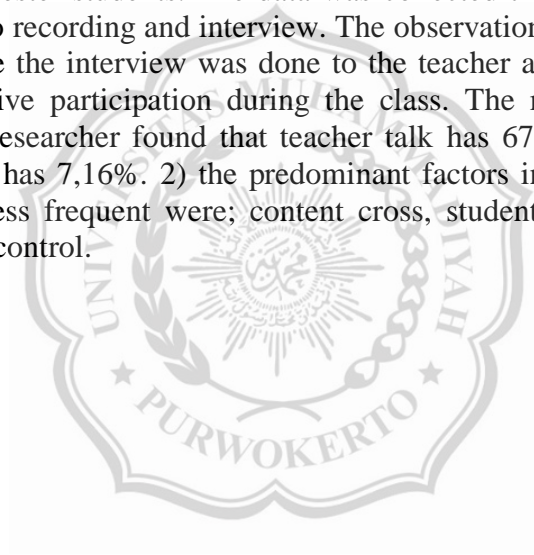 o recording and interview. The observation
e the interview was done to the teacher a
ive participation during the class. The
esearcher found that teacher talk has 67
has 7,16%. 2) the predominant factors in
ess frequent were; content cross, student
control.
UNIVERSITAS MUHAMMADIYAH
PURWOKERTO